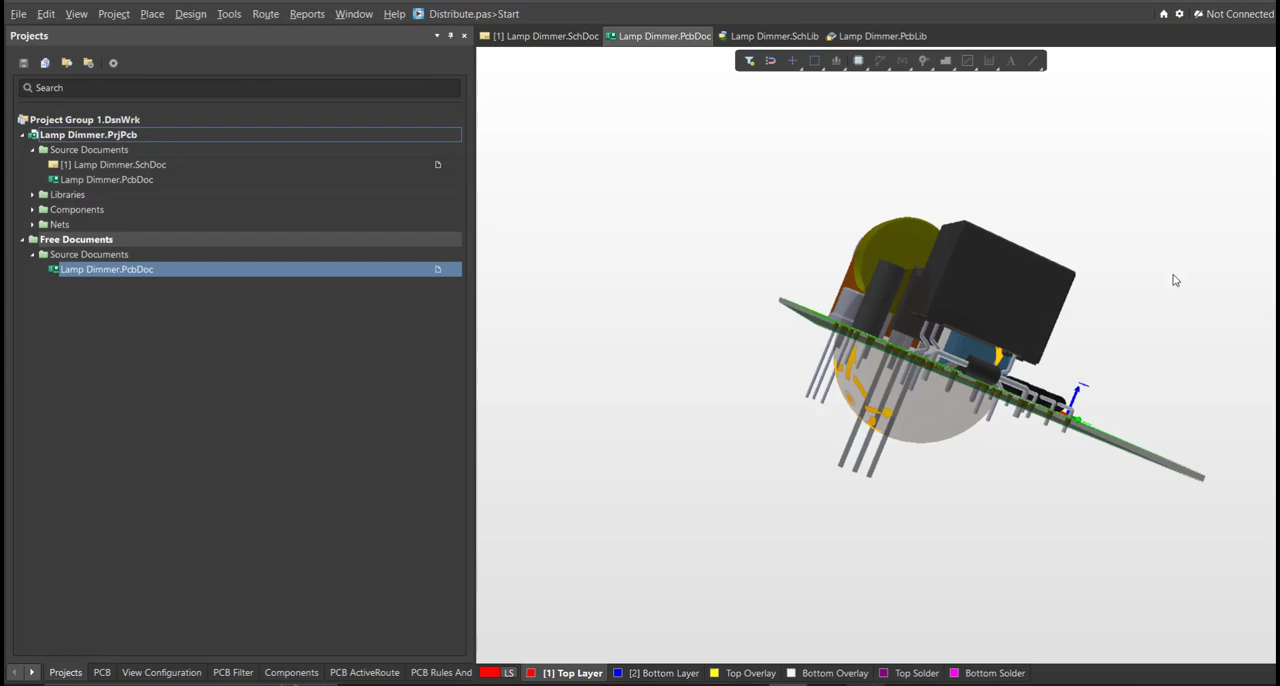 File Edit View Project Place Design Tools Route Reports Window Help Distribute.pas>Start Not Connected
Projects
[1] Lamp Dimmer.SchDoc Lamp Dimmer.PcbDoc Lamp Dimmer.SchLib Lamp Dimmer.PcbLib
Search
Project Group 1.DsnWrk
Lamp Dimmer.PrjPcb
Source Documents
[1] Lamp Dimmer.SchDoc
Lamp Dimmer.PcbDoc
Libraries
Components
Nets
Free Documents
Source Documents
Lamp Dimmer.PcbDoc
Projects PCB View Configuration PCB Filter Components PCB ActiveRoute PCB Rules And LS [1] Top Layer [2] Bottom Layer Top Overlay Bottom Overlay Top Solder Bottom Solder